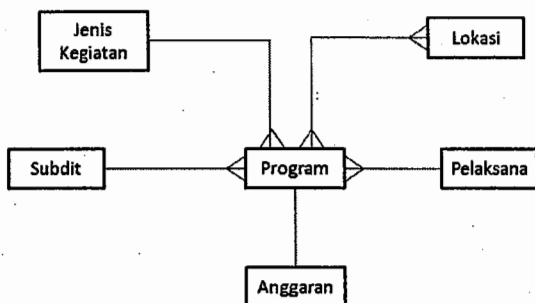 Jenis
Kegiatan
Lokasi
Subdit
Program
Pelaksana
Anggaran